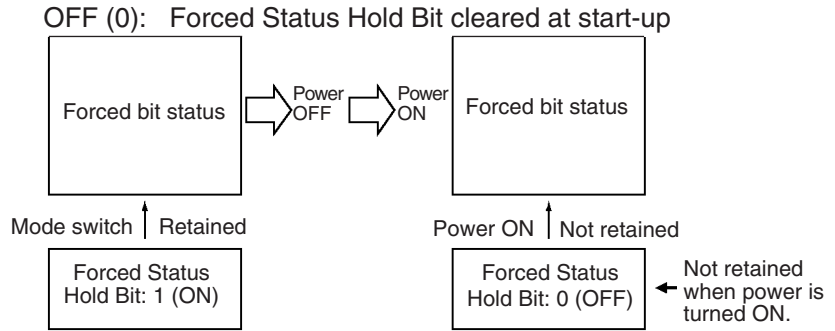 OFF (0): Forced Status Hold Bit cleared at start-up
Forced bit status
Power
OFF
Power
ON
Forced bit status
Mode switch
Retained
Power ON
Not retained
Forced Status
Hold Bit: 1 (ON)
Forced Status
Hold Bit: 0 (OFF)
Not retained
when power is
turned ON.